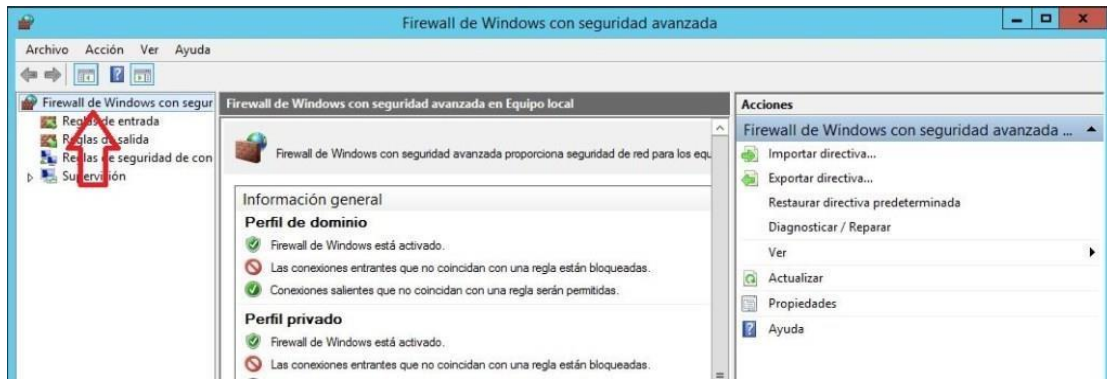 Firewall de Windows con seguridad avanzada
Archivo Acción Ver Ayuda
Firewall de Windows con segur
Reglas de entrada
Reglas de salida
Reglas de seguridad de con
Supervisión
Firewall de Windows con seguridad avanzada en Equipo local
Firewall de Windows con seguridad avanzada proporciona seguridad de red para los equ
Información general
Perfil de dominio
Firewall de Windows está activado.
Las conexiones entrantes que no coincidan con una regla están bloqueadas.
Conexiones salientes que no coincidan con una regla serán permitidas.
Perfil privado
Firewall de Windows está activado.
Las conexiones entrantes que no coincidan con una regla están bloqueadas.
Acciones
Firewall de Windows con seguridad avanzada ...
Importar directiva...
Exportar directiva...
Restaurar directiva predeterminada
Diagnosticar / Reparar
Ver
Actualizar
Propiedades
Ayuda